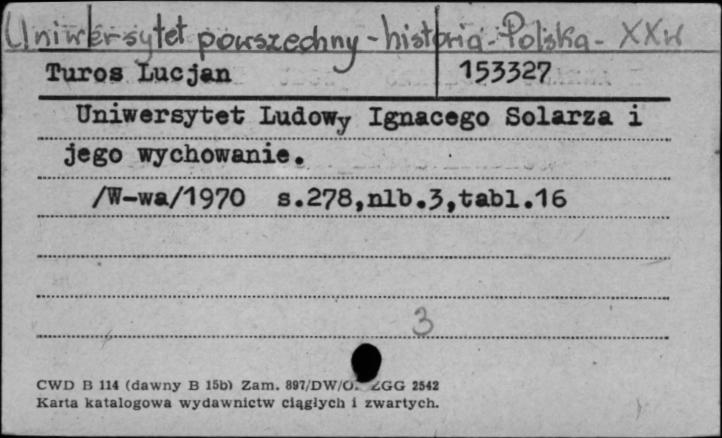 Uniwersytet powszechny - historia - Polska - XX w
Turos Lucjan 153327
Uniwersytet Ludowy Ignacego Solarza i
jego wychowanie.
/W-wa/1970 s.278,nlb.3,tabl.16
3
CWD B 114 (dawny B 15b) Zam. 897/DW/O. ZGG 2542
Karta katalogowa wydawnictw ciągłych i zwartych.